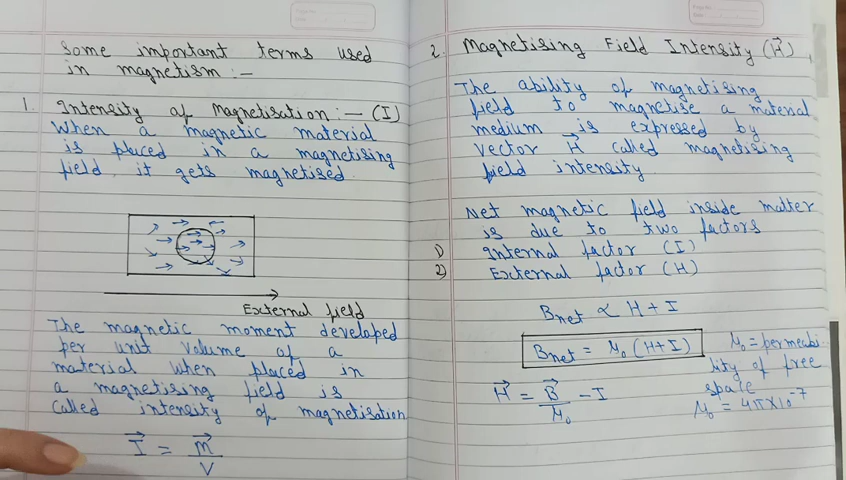 Some important terms used
in magnetism :-
1. Intensity of Magnetisation :- (I)
When a magnetic material
is placed in a magnetising
field, it gets magnetised.
External field
The magnetic moment developed
per unit volume of a
material when placed in
a magnetising field is
called intensity of magnetisation
I⃗ = m⃗/V
2. Magnetising Field Intensity (H⃗)
The ability of magnetising
field to magnetise a material
medium is expressed by
vector H⃗ called magnetising
field intensity
Net magnetic field inside matter
is due to two factors
1) Internal factor (I)
2) External factor (H)
Bnet ∝ H + I
Bnet = μ₀ (H+I)
H⃗ = B⃗/μ₀ - I
μ₀ = permeabi
lity of free
space
μ₀ = 4π×10⁻⁷